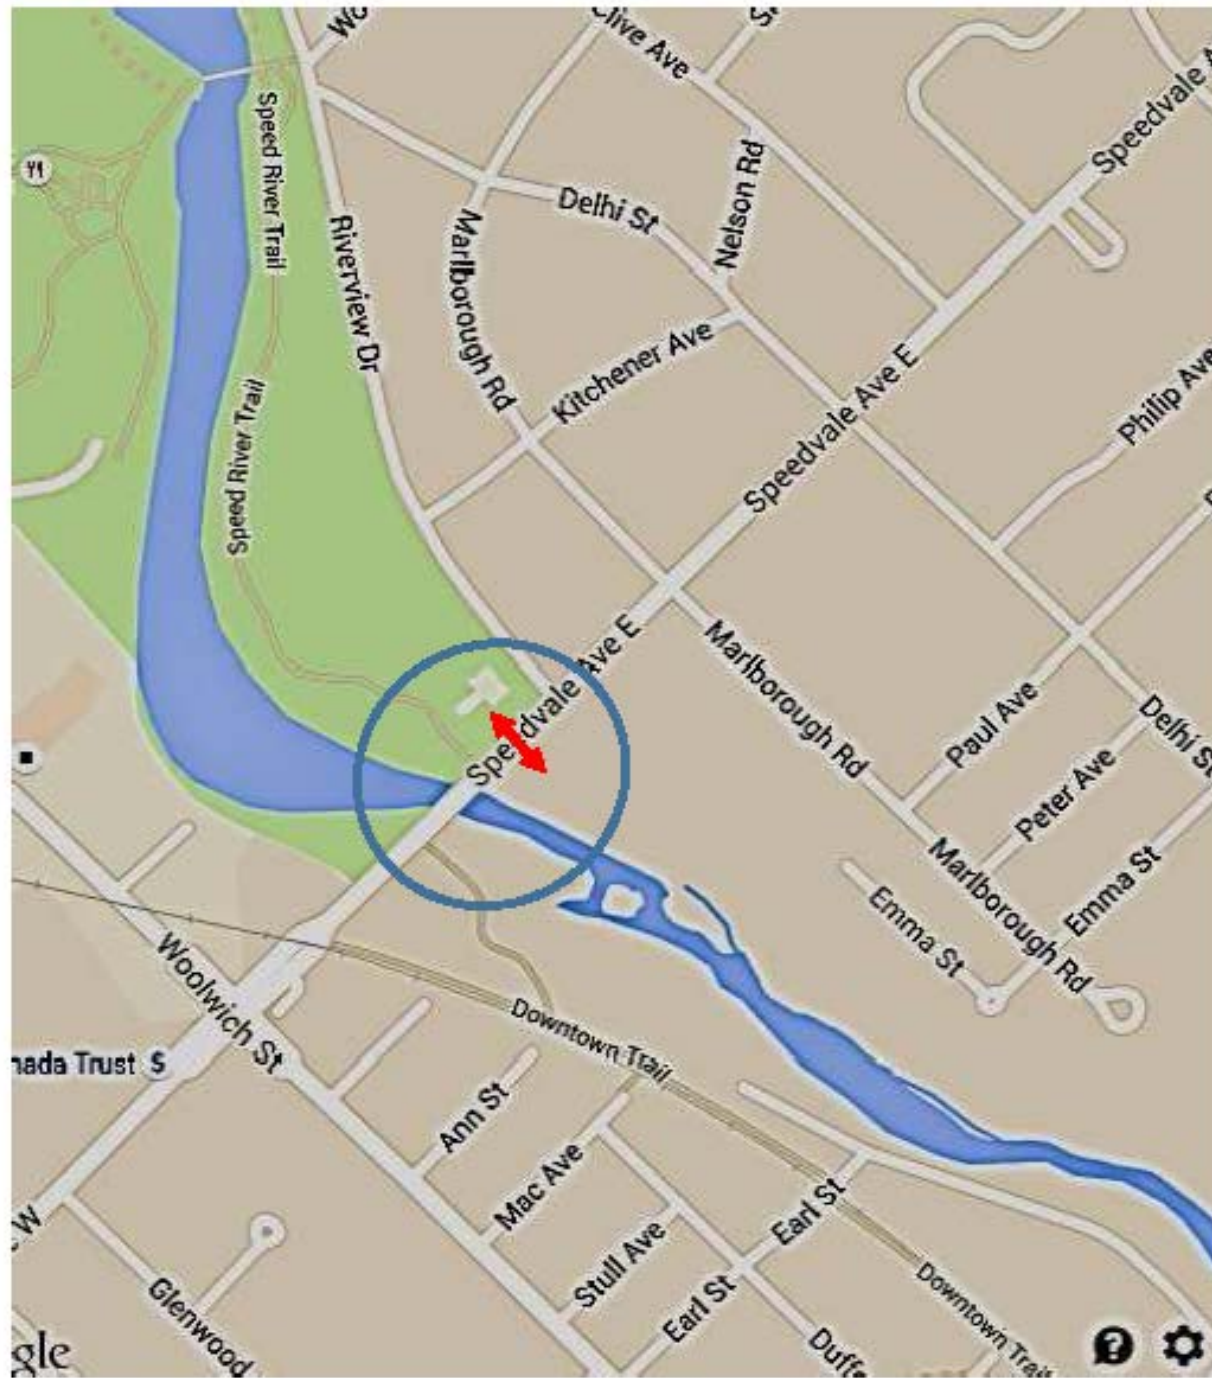 Clive Ave
Speedvale
Speed River Trail
Riverview Dr
Marlborough Rd
Delhi St
Nelson Rd
Kitchener Ave
Speedvale Ave E
Phillip Ave
Speed River Trail
Speedvale Ave E
Marlborough Rd
Paul Ave
Delhi St
Peter Ave
Marlborough Rd
Emma St
Emma St
Woolwich St
Downtown Trail
nada Trust $
Ann St
Mac Ave
Stull Ave
Earl St
Earl St
W
Glenwood
Downtown Trail
Duffe
gle